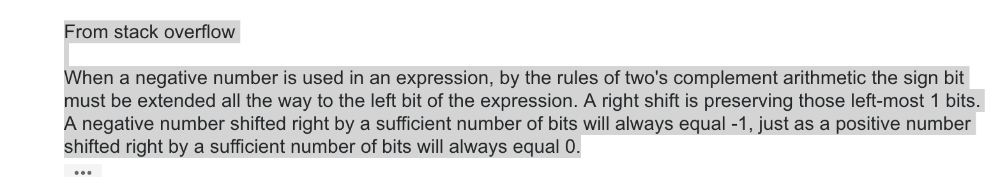 From stack overflow
When a negative number is used in an expression, by the rules of two's complement arithmetic the sign bit
must be extended all the way to the left bit of the expression. A right shift is preserving those left-most 1 bits.
A negative number shifted right by a sufficient number of bits will always equal -1, just as a positive number
shifted right by a sufficient number of bits will always equal 0.